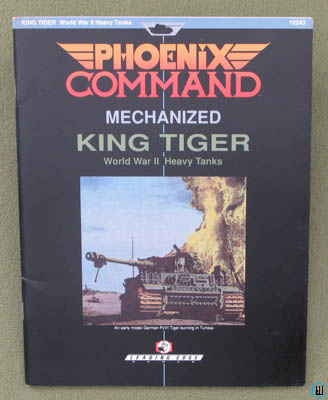 KING TIGER World War II Heavy Tanks 10243
PHOENIX
COMMAND
MECHANIZED
KING TIGER
World War II Heavy Tanks
An early model German PzVI Tiger burning in Tunisia
LEADING EDGE
GAMES